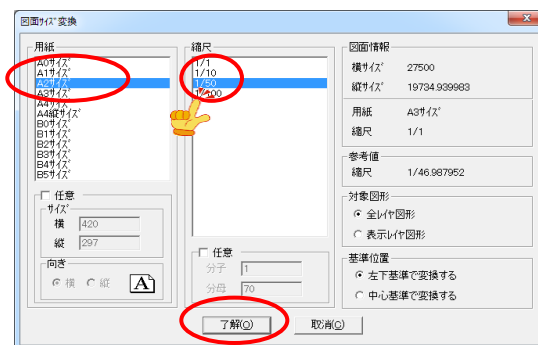 図面ｻｲｽﾞ変換
用紙
A0ｻｲｽﾞ
A1ｻｲｽﾞ
A2ｻｲｽﾞ
A3ｻｲｽﾞ
A4ｻｲｽﾞ
A4縦ｻｲｽﾞ
B0ｻｲｽﾞ
B1ｻｲｽﾞ
B2ｻｲｽﾞ
B3ｻｲｽﾞ
B4ｻｲｽﾞ
B5ｻｲｽﾞ
任意
ｻｲｽﾞ
横 420
縦 297
向き
横 縦 A
縮尺
1/1
1/10
1/50
1/100
任意
分子 1
分母 70
図面情報
横ｻｲｽﾞ 27500
縦ｻｲｽﾞ 19734.939983
用紙 A3ｻｲｽﾞ
縮尺 1/1
参考値
縮尺 1/46.987952
対象図形
全ﾚｲﾔ図形
表示ﾚｲﾔ図形
基準位置
左下基準で変換する
中心基準で変換する
了解(O) 取消(C)